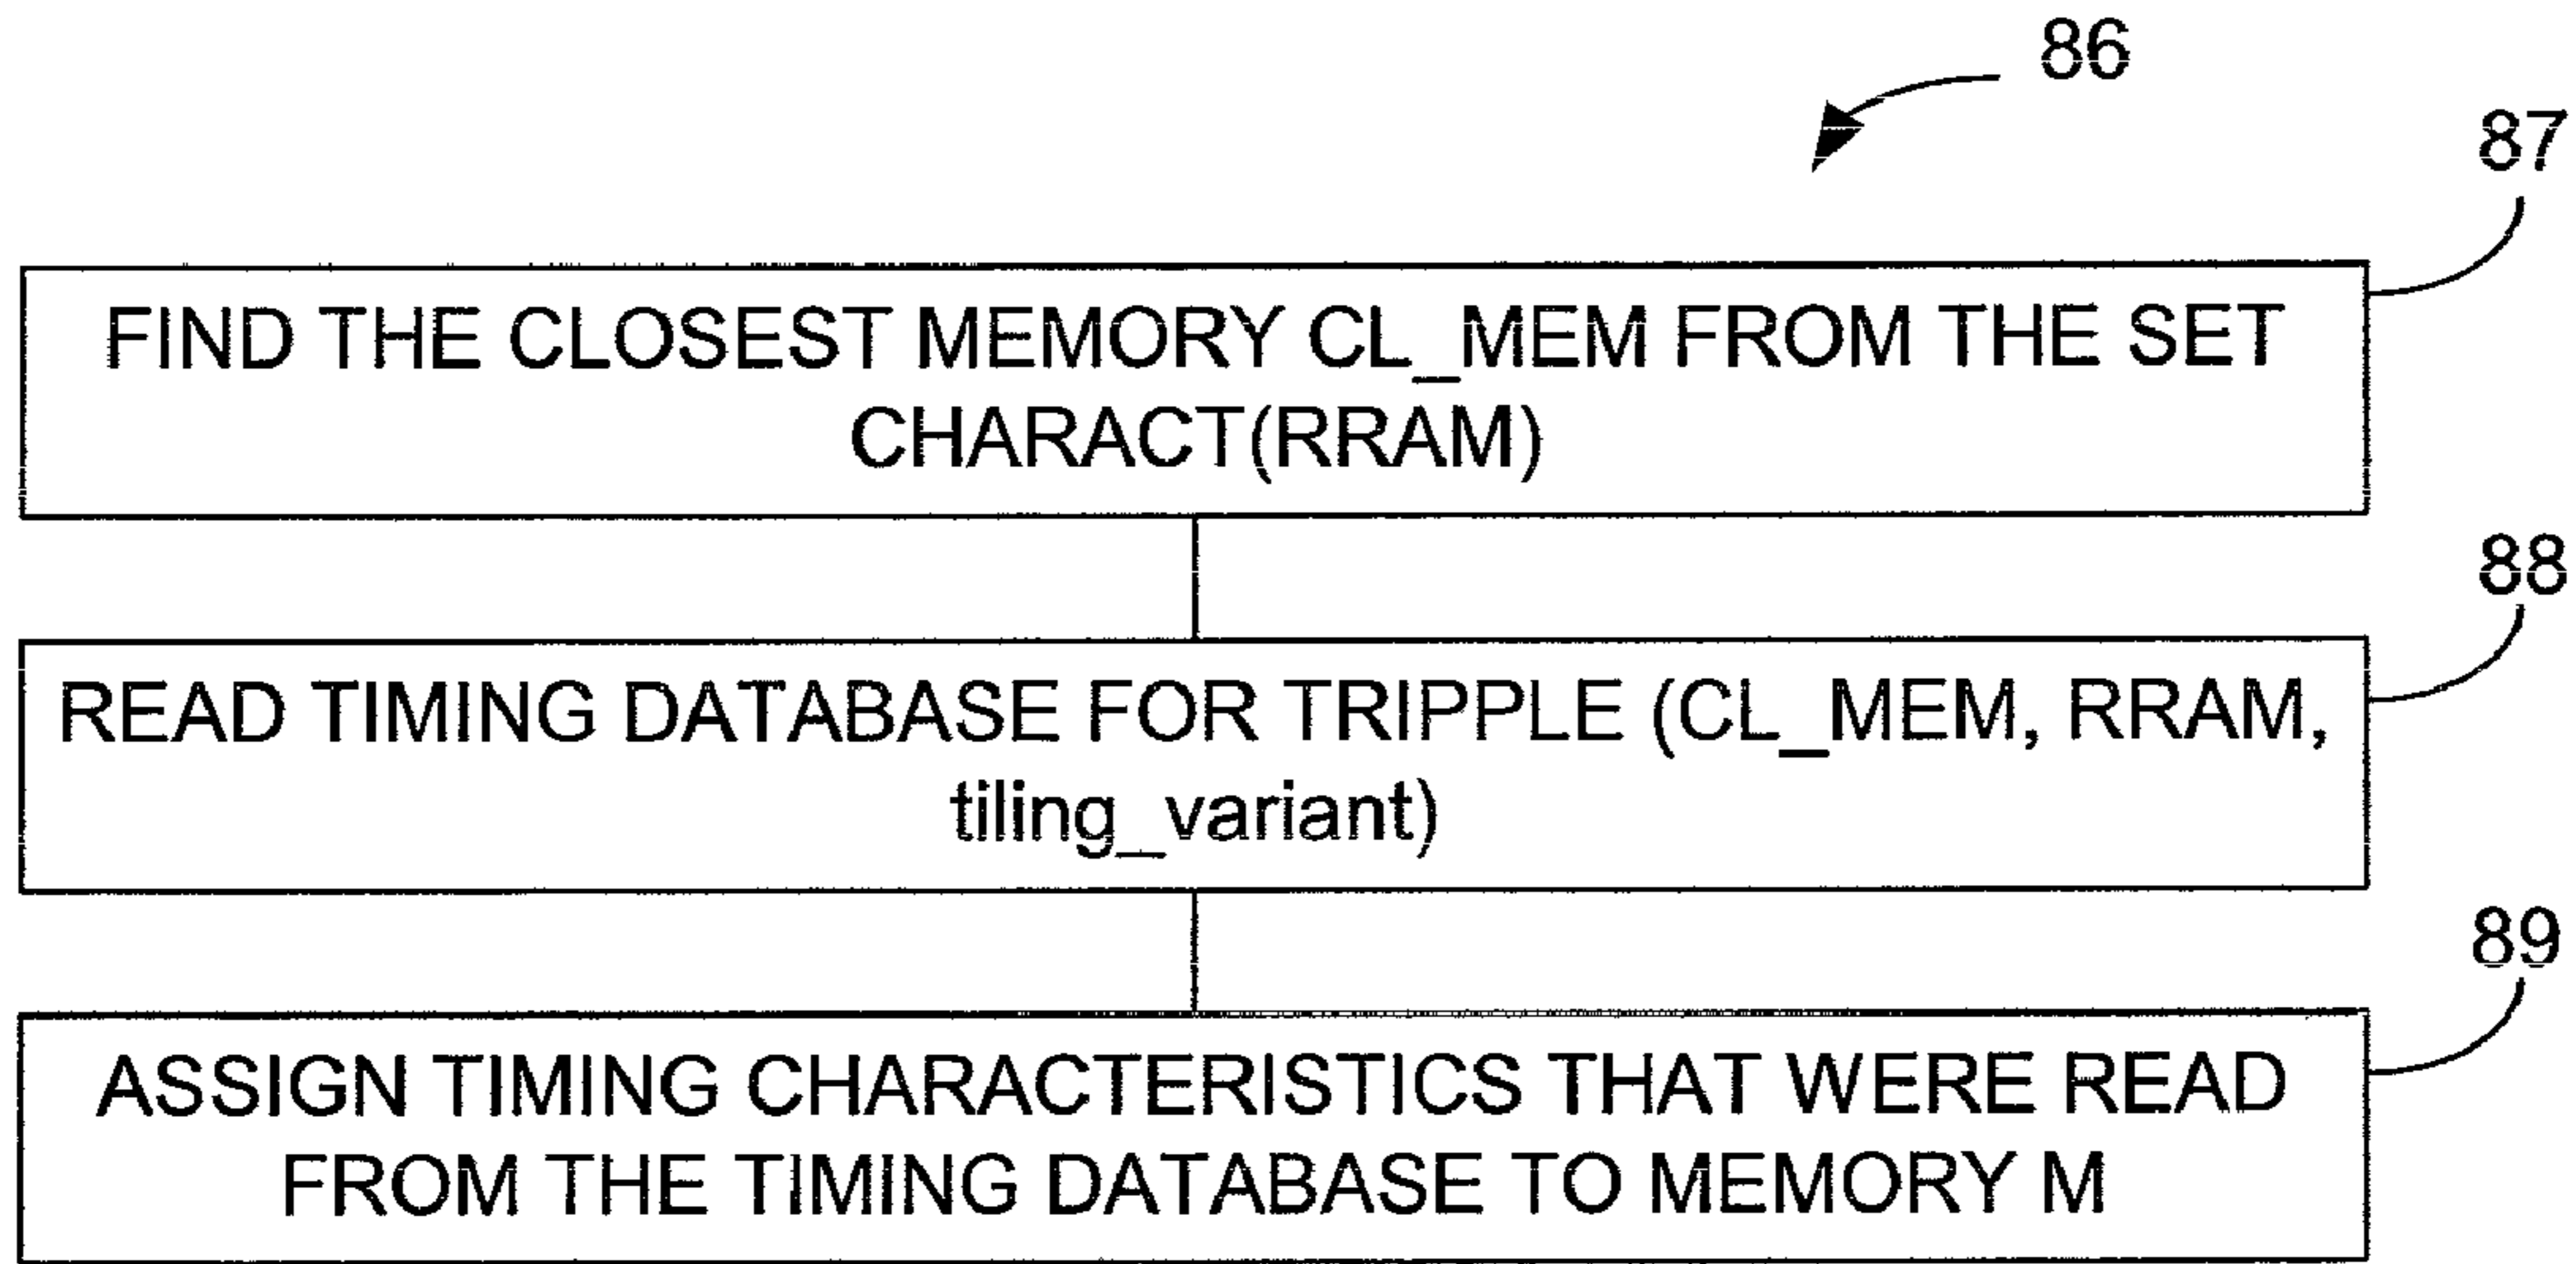 86
87
FIND THE CLOSEST MEMORY CL_MEM FROM THE SET
CHARACT(RRAM)
88
READ TIMING DATABASE FOR TRIPPLE (CL_MEM, RRAM,
tiling_variant)
89
ASSIGN TIMING CHARACTERISTICS THAT WERE READ
FROM THE TIMING DATABASE TO MEMORY M